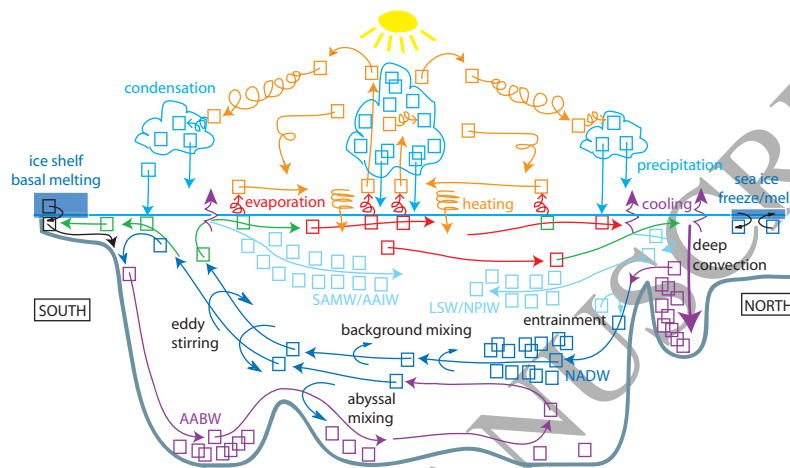 condensation
ice shelf
basal melting
evaporation
heating
precipitation
cooling
sea ice
freeze/mel
deep
convection
SAMW/AAIW
LSW/NPIW
SOUTH
NORTH
eddy
stirring
background mixing
entrainment
NADW
abyssal
mixing
AABW
NUSCR